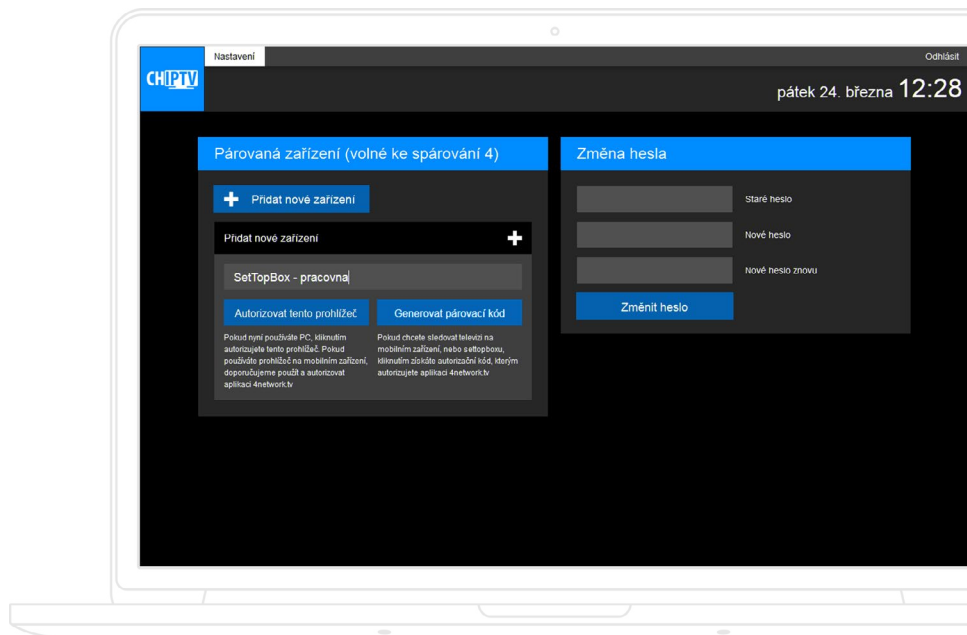 Nastavení
Odhlásit
CHIPTV
pátek 24. března 12:28
Párovaná zařízení (volné ke spárování 4)
Přidat nové zařízení
Přidat nové zařízení
SetTopBox - pracovna
Autorizovat tento prohlížeč
Generovat párovací kód
Pokud nyní používáte PC, kliknutím
autorizujete tento prohlížeč. Pokud
používáte prohlížeč na mobilním zařízení,
doporučujeme použít a autorizovat
aplikaci 4network.tv
Pokud chcete sledovat televizi na
mobilním zařízení, nebo settopboxu,
kliknutím získáte autorizační kód, kterým
autorizujete aplikaci 4network.tv
Změna hesla
Staré heslo
Nové heslo
Nové heslo znovu
Změnit heslo